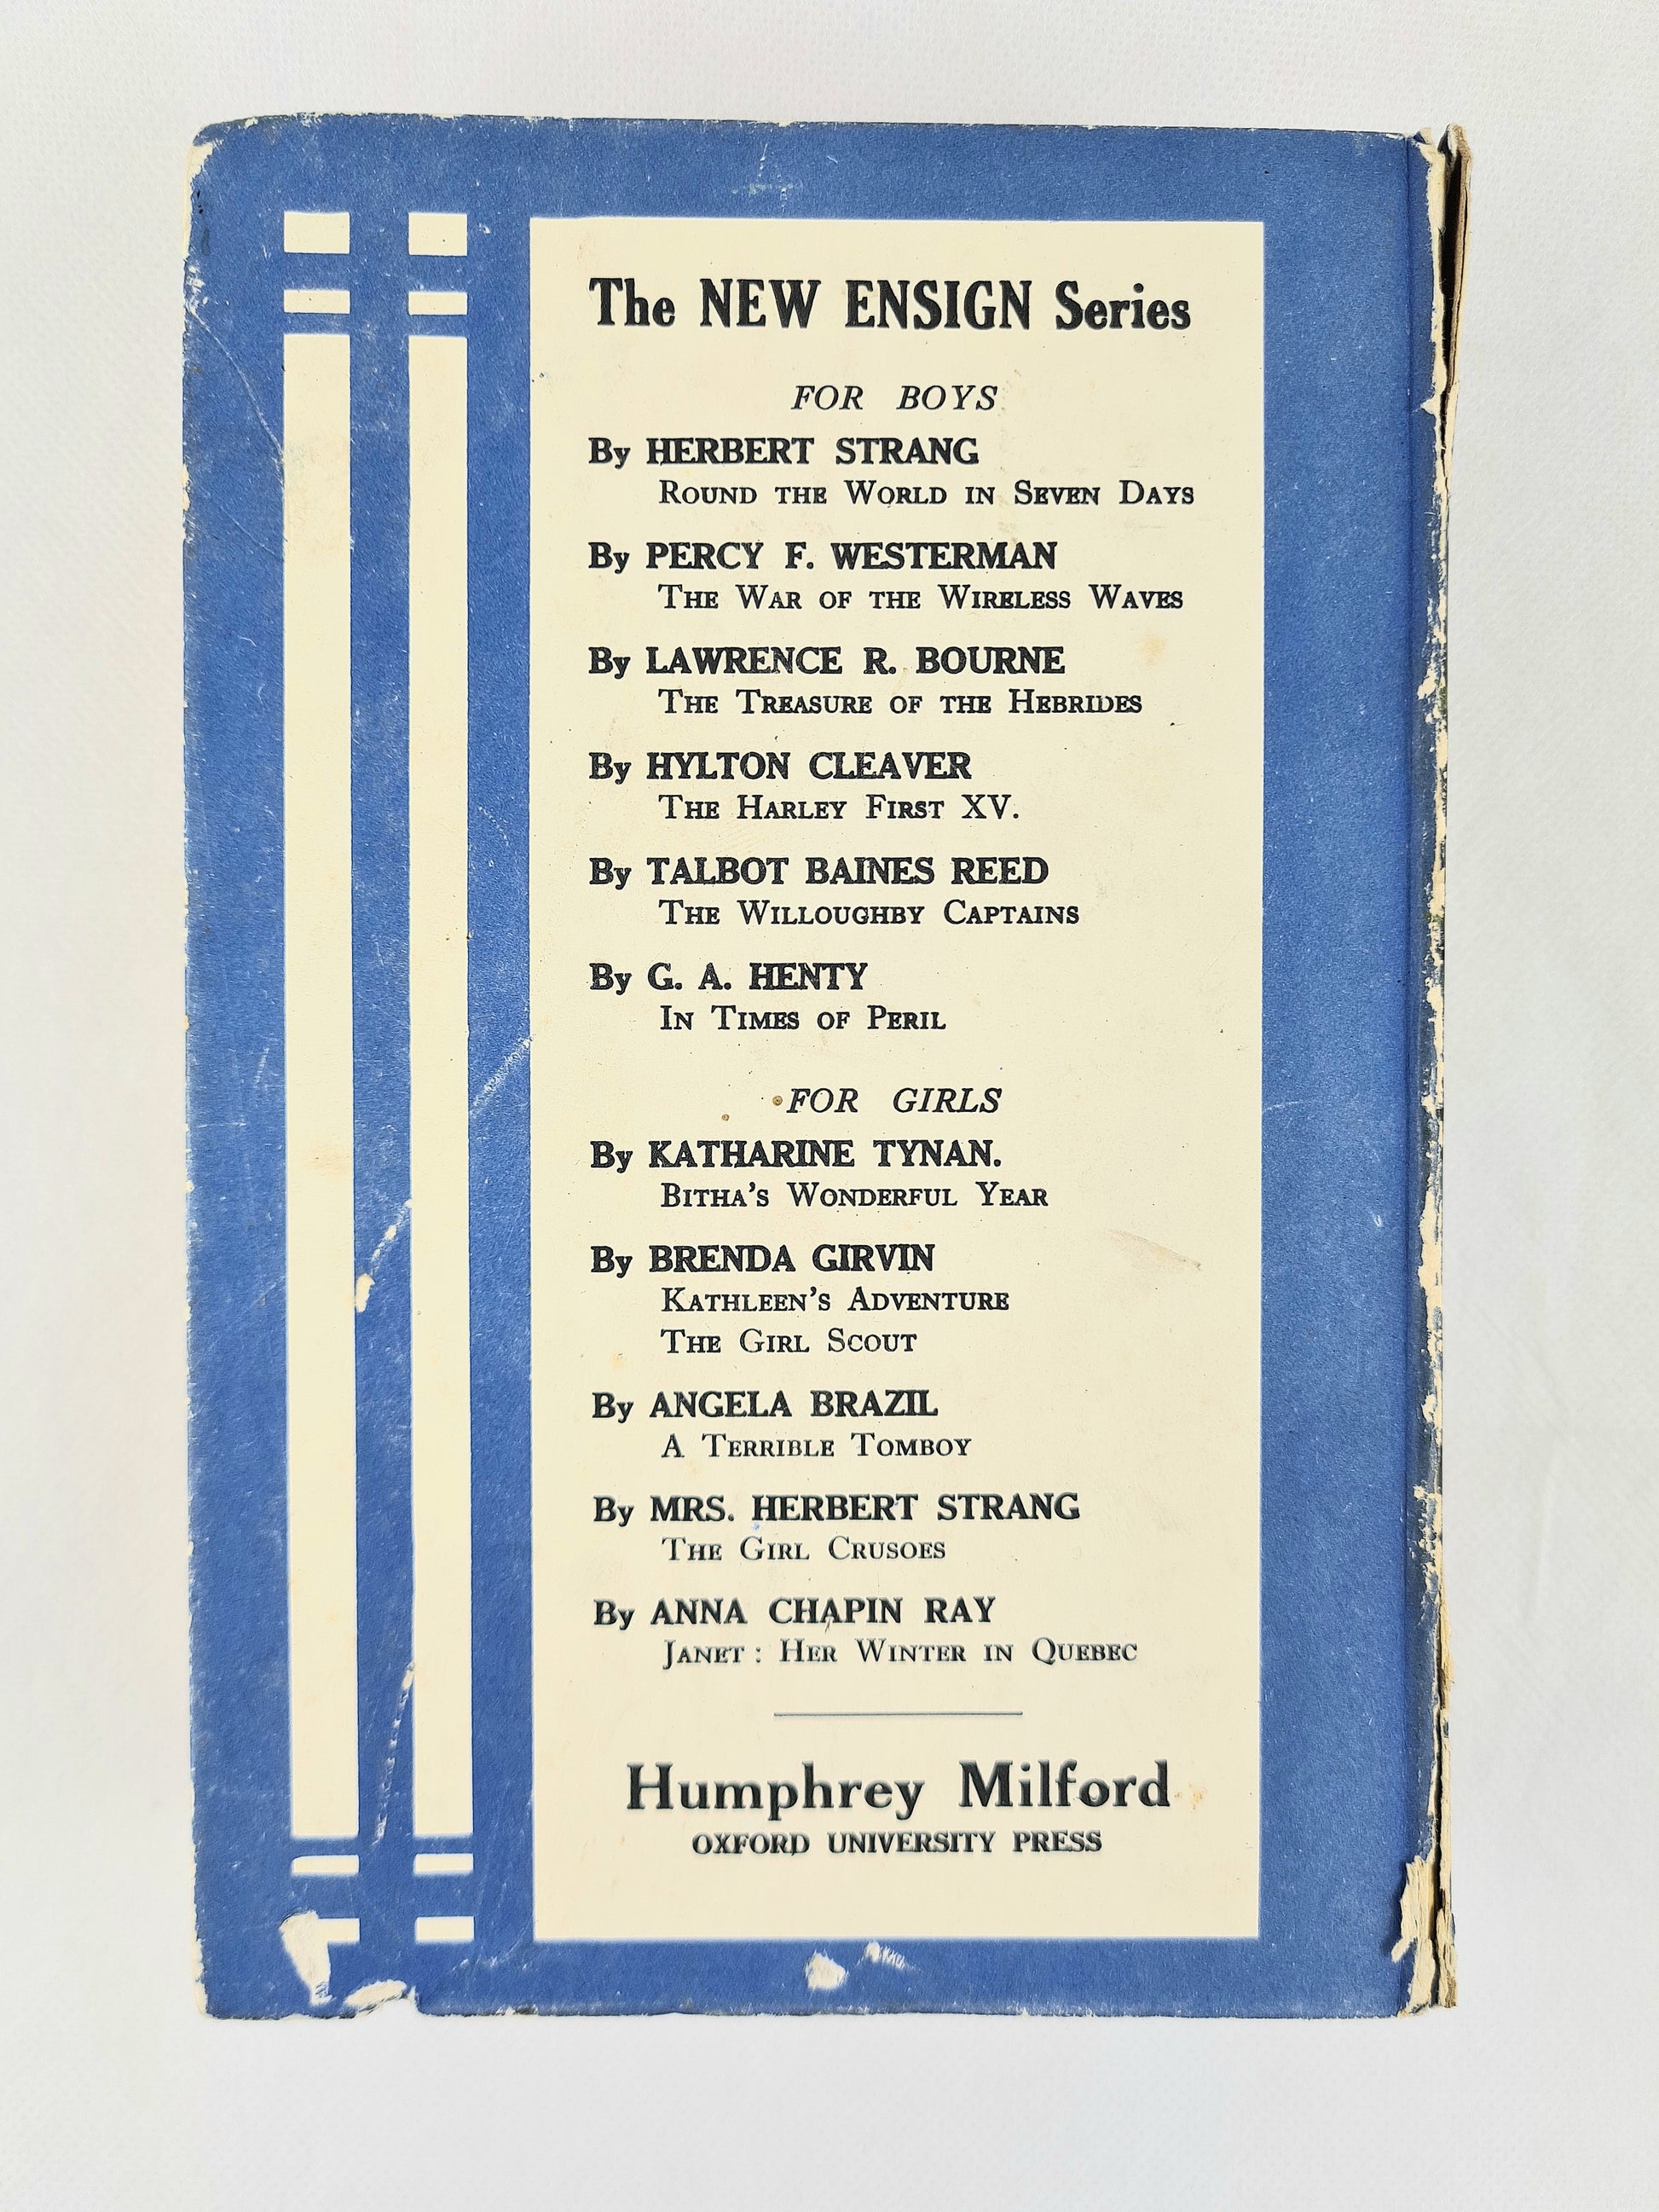 The NEW ENSIGN Series
FOR BOYS
By HERBERT STRANG
ROUND THE WORLD IN SEVEN DAYS
By PERCY F. WESTERMAN
THE WAR OF THE WIRELESS WAVES
By LAWRENCE R. BOURNE
THE TREASURE OF THE HEBRIDES
By HYLTON CLEAVER
THE HARLEY FIRST XV.
By TALBOT BAINES REED
THE WILLOUGHBY CAPTAINS
By G. A. HENTY
IN TIMES OF PERIL
FOR GIRLS
By KATHARINE TYNAN.
BITHA'S WONDERFUL YEAR
By BRENDA GIRVIN
KATHLEEN'S ADVENTURE
THE GIRL SCOUT
By ANGELA BRAZIL
A TERRIBLE TOMBOY
By MRS. HERBERT STRANG
THE GIRL CRUSOES
By ANNA CHAPIN RAY
JANET : HER WINTER IN QUEBEC
Humphrey Milford
OXFORD UNIVERSITY PRESS